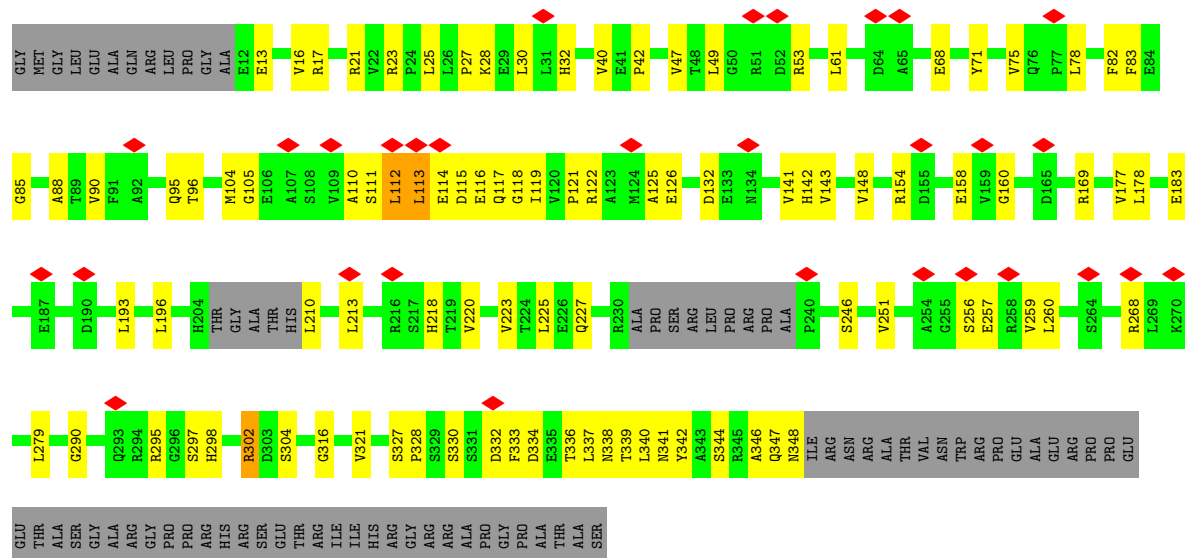 GLY MET GLY LEU GLU ALA GLN ARG LEU PRO GLY ALA E12 E13 V16 R17 R21 V22 R23 P24 L25 L26 P27 K28 E29 L30 L31 H32 V40 E41 P42 V47 T48 L49 G50 R51 D52 R53 L61 D64 A65 E68 Y71 V75 Q76 P77 L78 F82 F83 E84
G85 A88 T89 V90 F91 A92 Q95 T96 M104 G105 E106 A107 S108 V109 A110 S111 L112 L113 E114 D115 E116 Q117 G118 I119 V120 P121 R122 A123 M124 A125 E126 D132 E133 N134 V141 H142 V143 V148 R154 D155 E158 V159 G160 D165 R169 V177 L178 E183
E187 D190 L193 L196 H204 THR GLY ALA THR HIS L210 L213 R216 S217 H218 T219 V220 V223 T224 L225 E226 Q227 R230 ALA PRO SER ARG LEU PRO ARG PRO ALA P240 S246 V251 A254 G255 S256 E257 R258 V259 L260 S264 R268 L269 K270
L279 G290 Q293 R294 R295 G296 S297 H298 R302 D303 S304 G316 V321 S327 P328 S329 S330 S331 D332 F333 D334 E335 T336 L337 N338 T339 L340 N341 Y342 A343 S344 R345 A346 Q347 N348 ILE ARG ASN ARG ALA THR VAL ASN TRP ARG PRO GLU ALA GLU ARG PRO PRO GLU
GLU THR ALA SER GLY ALA ARG GLY PRO PRO ARG HIS ARG SER GLU THR ARG ILE ILE HIS ARG GLY ARG ARG ALA PRO GLY PRO ALA THR ALA SER